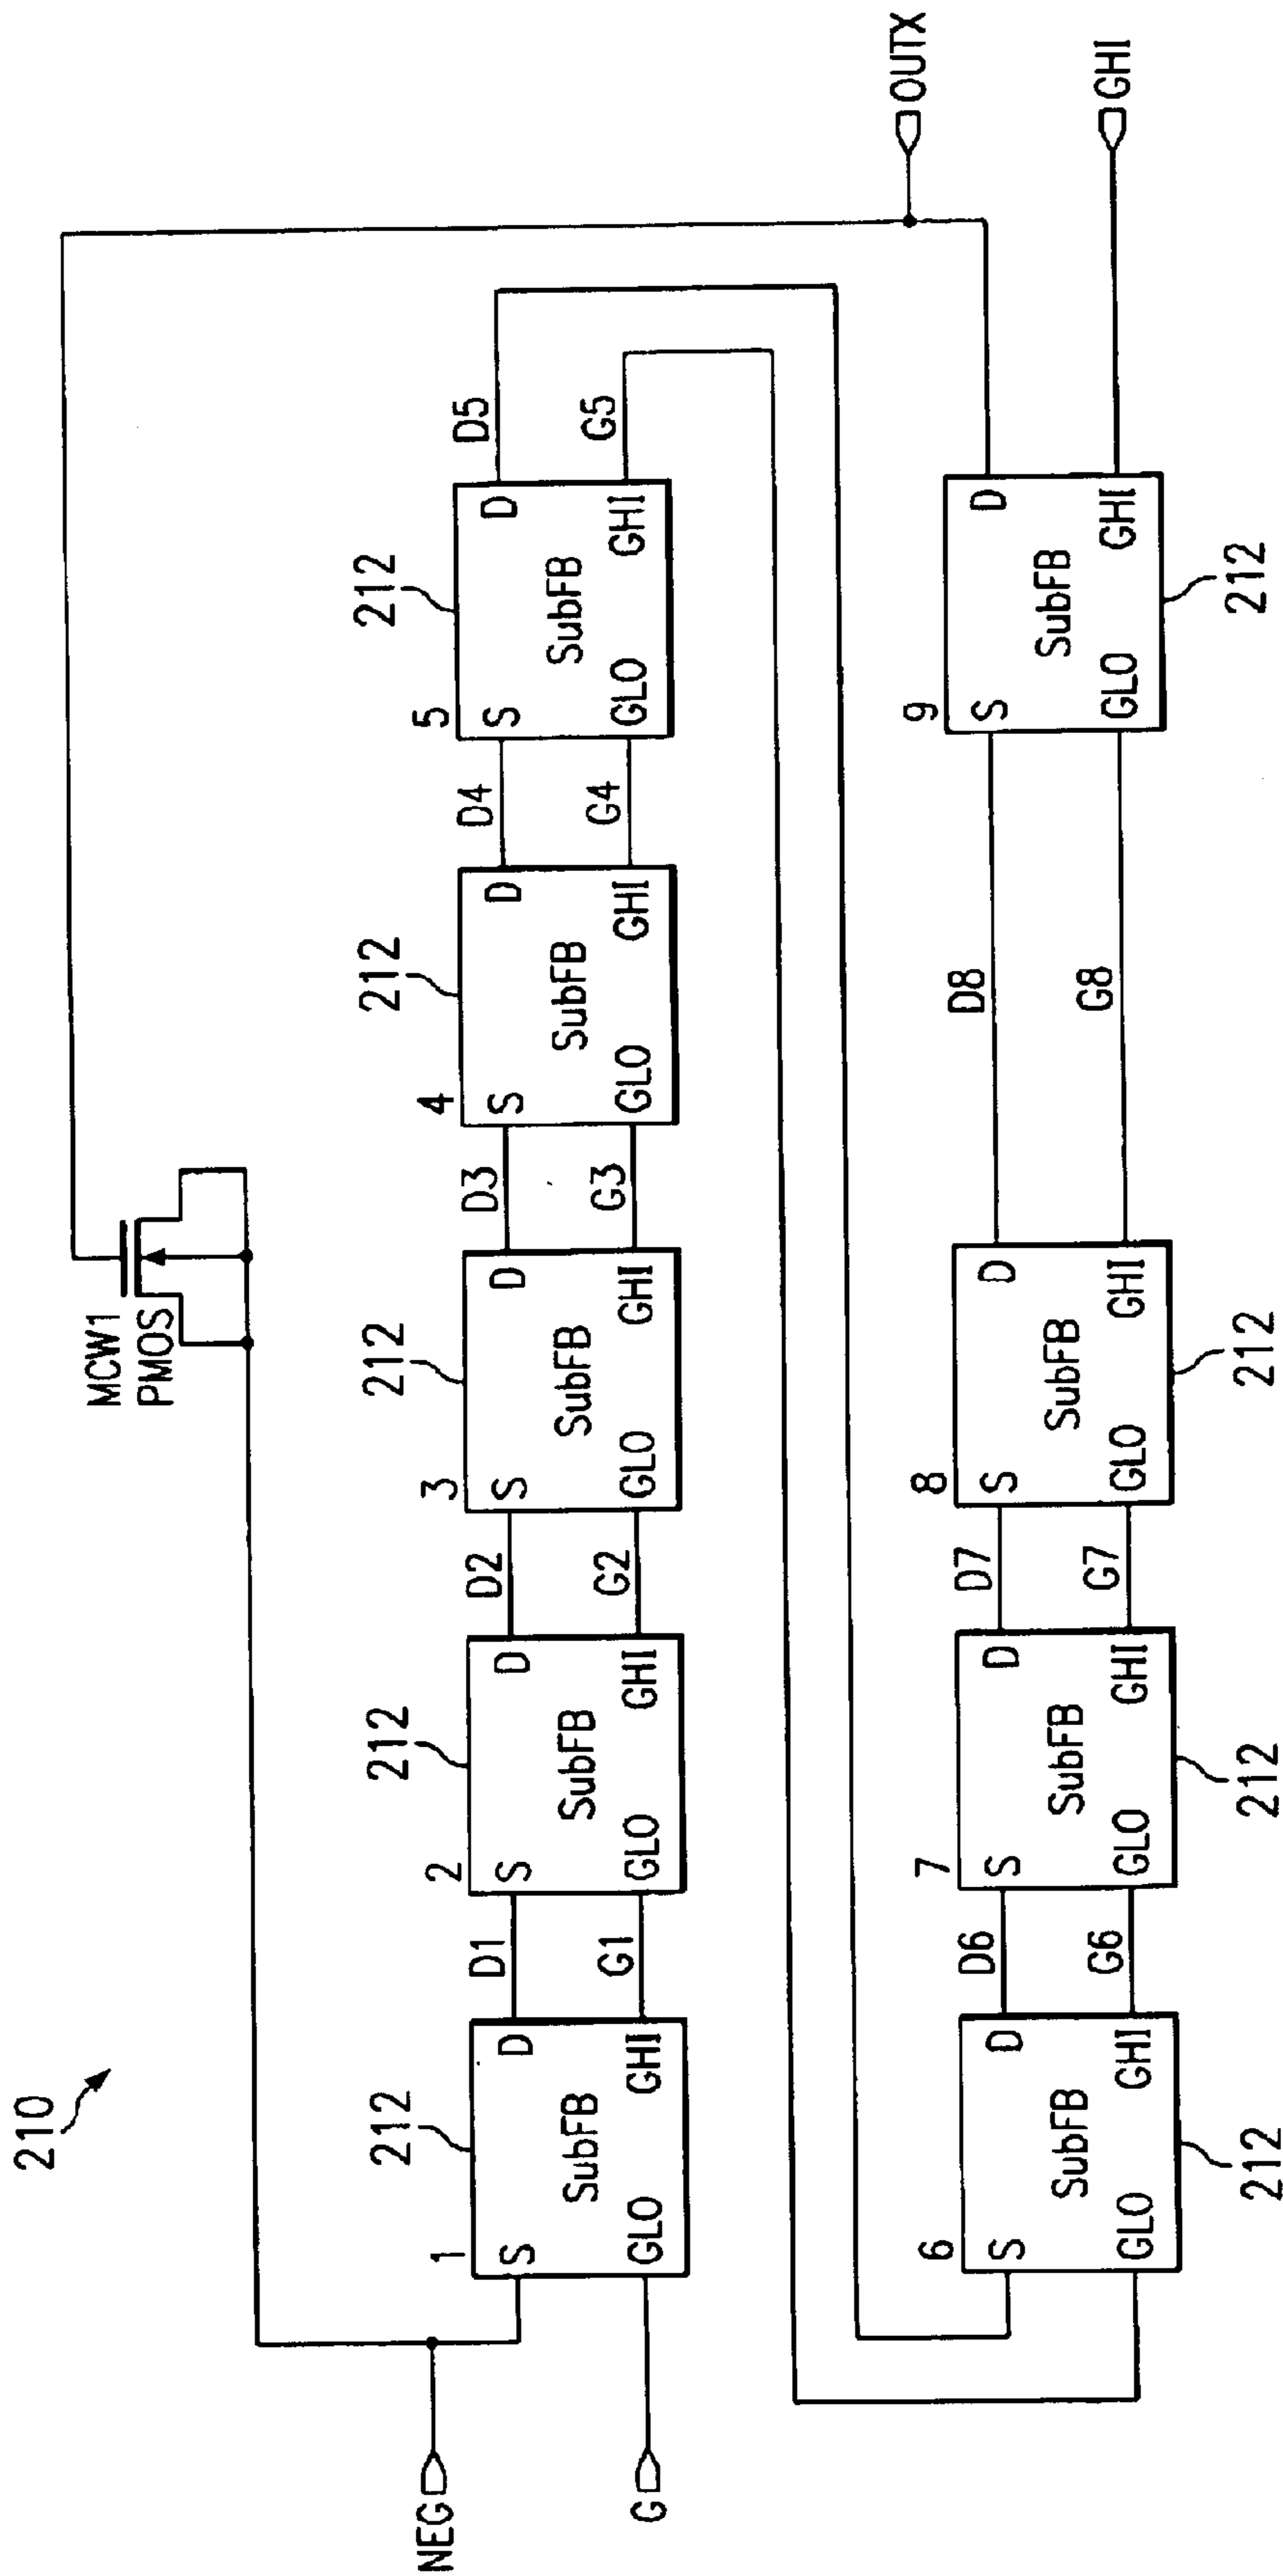 210
MCW1
PMOS
NEG
G
OUTX
GHI
212 212 212 212 212
1 2 3 4 5
S D D1 S D D2 S D D3 S D D4 S D D5
SubFB SubFB SubFB SubFB SubFB
GLO GHI G1 GLO GHI G2 GLO GHI G3 GLO GHI G4 GLO GHI G5
6 7 8 9
S D D6 S D D7 S D D8 S D
SubFB SubFB SubFB SubFB
GLO GHI G6 GLO GHI G7 GLO GHI G8 GLO GHI
212 212 212 212